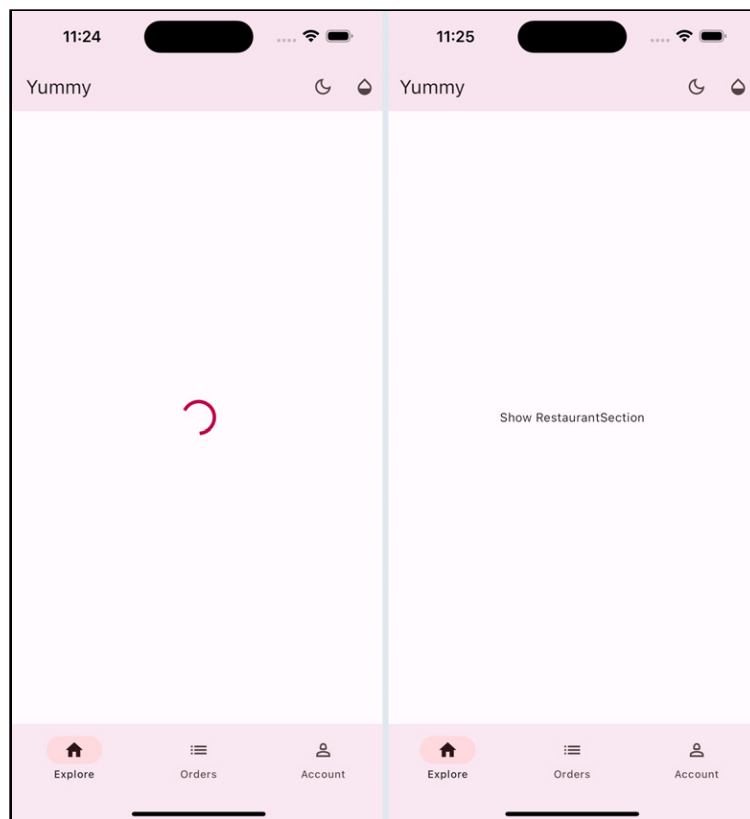 11:24
Yummy
Explore Orders Account
11:25
Yummy
Show RestaurantSection
Explore Orders Account